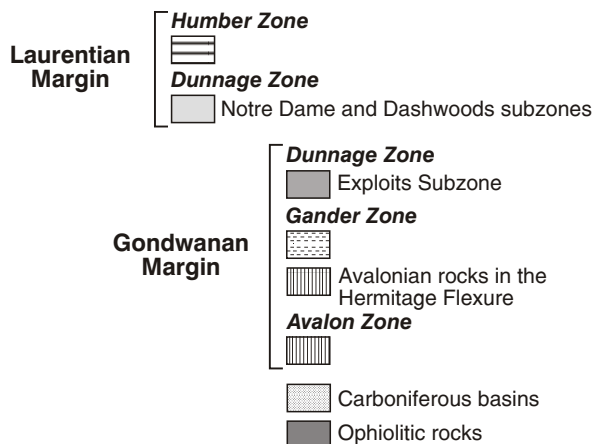 Humber Zone
Laurentian
Margin
Dunnage Zone
Notre Dame and Dashwoods subzones
Dunnage Zone
Exploits Subzone
Gander Zone
Gondwanan
Margin
Avalonian rocks in the
Hermitage Flexure
Avalon Zone
Carboniferous basins
Ophiolitic rocks